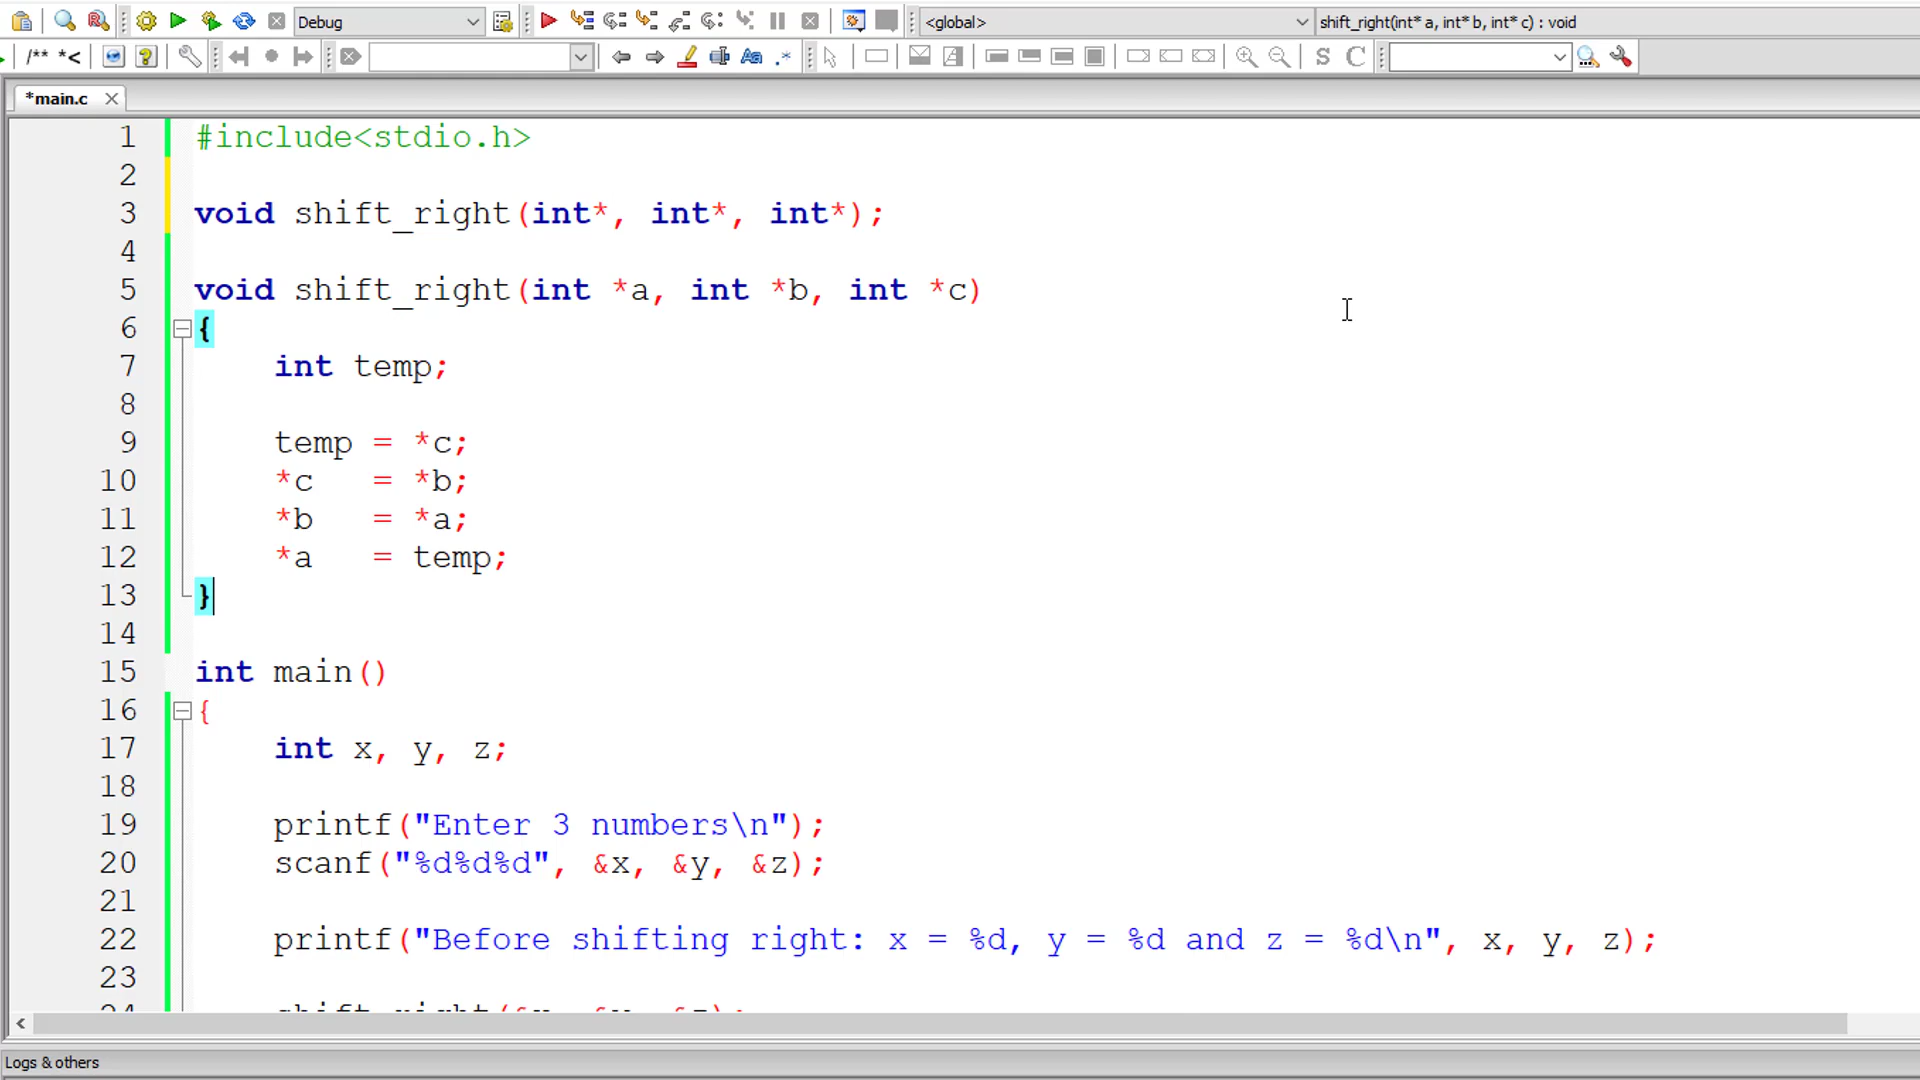 Debug
<global>
shift_right(int* a, int* b, int* c) : void
/** *<
Aa
.*
S
C
*main.c
1 #include<stdio.h>
2
3 void shift_right(int*, int*, int*);
4
5 void shift_right(int *a, int *b, int *c)
6 {
7 int temp;
8
9 temp = *c;
10 *c = *b;
11 *b = *a;
12 *a = temp;
13 }
14
15 int main()
16 {
17 int x, y, z;
18
19 printf("Enter 3 numbers\n");
20 scanf("%d%d%d", &x, &y, &z);
21
22 printf("Before shifting right: x = %d, y = %d and z = %d\n", x, y, z);
23
24 shift_right(&x, &y, &z);
Logs & others